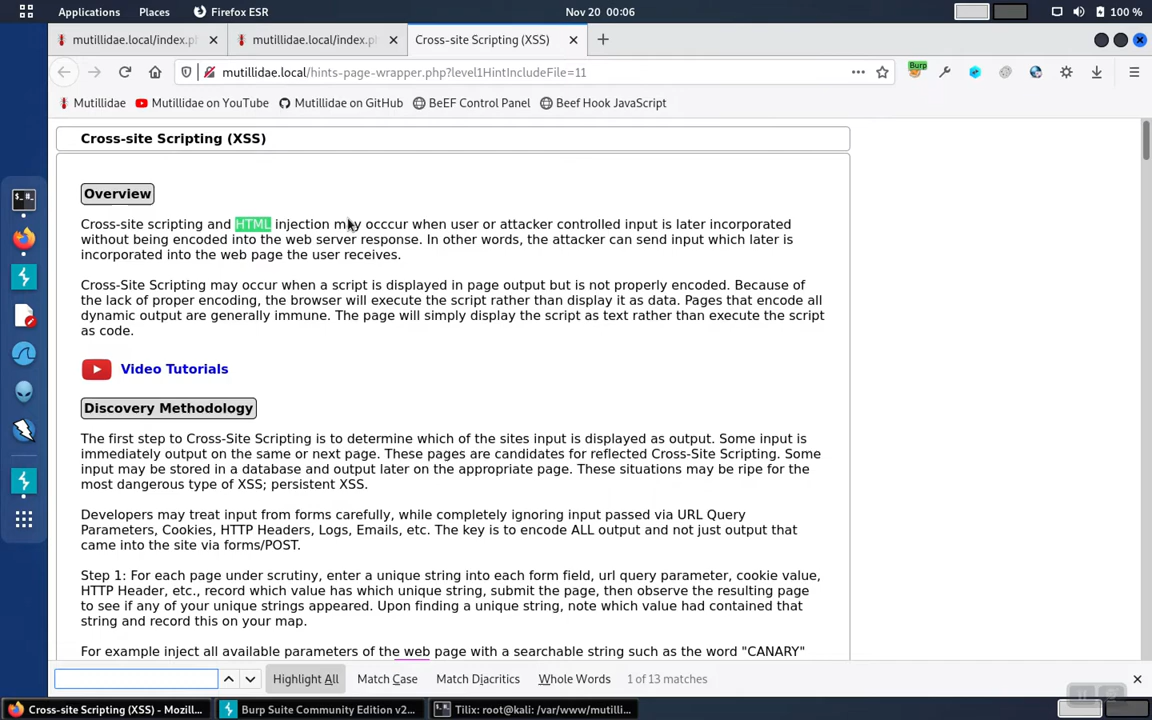 Applications Places Firefox ESR Nov 20 00:06 100 %
mutillidae.local/index.p Cross-site Scripting (XSS)
mutillidae.local/index.p
mutillidae.local/hints-page-wrapper.php?level1HintIncludeFile=11
Burp
Mutillidae Mutillidae on YouTube Mutillidae on GitHub BeEF Control Panel Beef Hook JavaScript
Cross-site Scripting (XSS)
Overview
Cross-site scripting and HTML injection may occcur when user or attacker controlled input is later incorporated
without being encoded into the web server response. In other words, the attacker can send input which later is
incorporated into the web page the user receives.
Cross-Site Scripting may occur when a script is displayed in page output but is not properly encoded. Because of
the lack of proper encoding, the browser will execute the script rather than display it as data. Pages that encode all
dynamic output are generally immune. The page will simply display the script as text rather than execute the script
as code.
Video Tutorials
Discovery Methodology
The first step to Cross-Site Scripting is to determine which of the sites input is displayed as output. Some input is
immediately output on the same or next page. These pages are candidates for reflected Cross-Site Scripting. Some
input may be stored in a database and output later on the appropriate page. These situations may be ripe for the
most dangerous type of XSS; persistent XSS.
Developers may treat input from forms carefully, while completely ignoring input passed via URL Query
Parameters, Cookies, HTTP Headers, Logs, Emails, etc. The key is to encode ALL output and not just output that
came into the site via forms/POST.
Step 1: For each page under scrutiny, enter a unique string into each form field, url query parameter, cookie value,
HTTP Header, etc., record which value has which unique string, submit the page, then observe the resulting page
to see if any of your unique strings appeared. Upon finding a unique string, note which value had contained that
string and record this on your map.
For example inject all available parameters of the web page with a searchable string such as the word "CANARY"
Highlight All Match Case Match Diacritics Whole Words 1 of 13 matches
Cross-site Scripting (XSS) - Mozill... Burp Suite Community Edition v2... Tilix: root@kali: /var/www/mutilli...